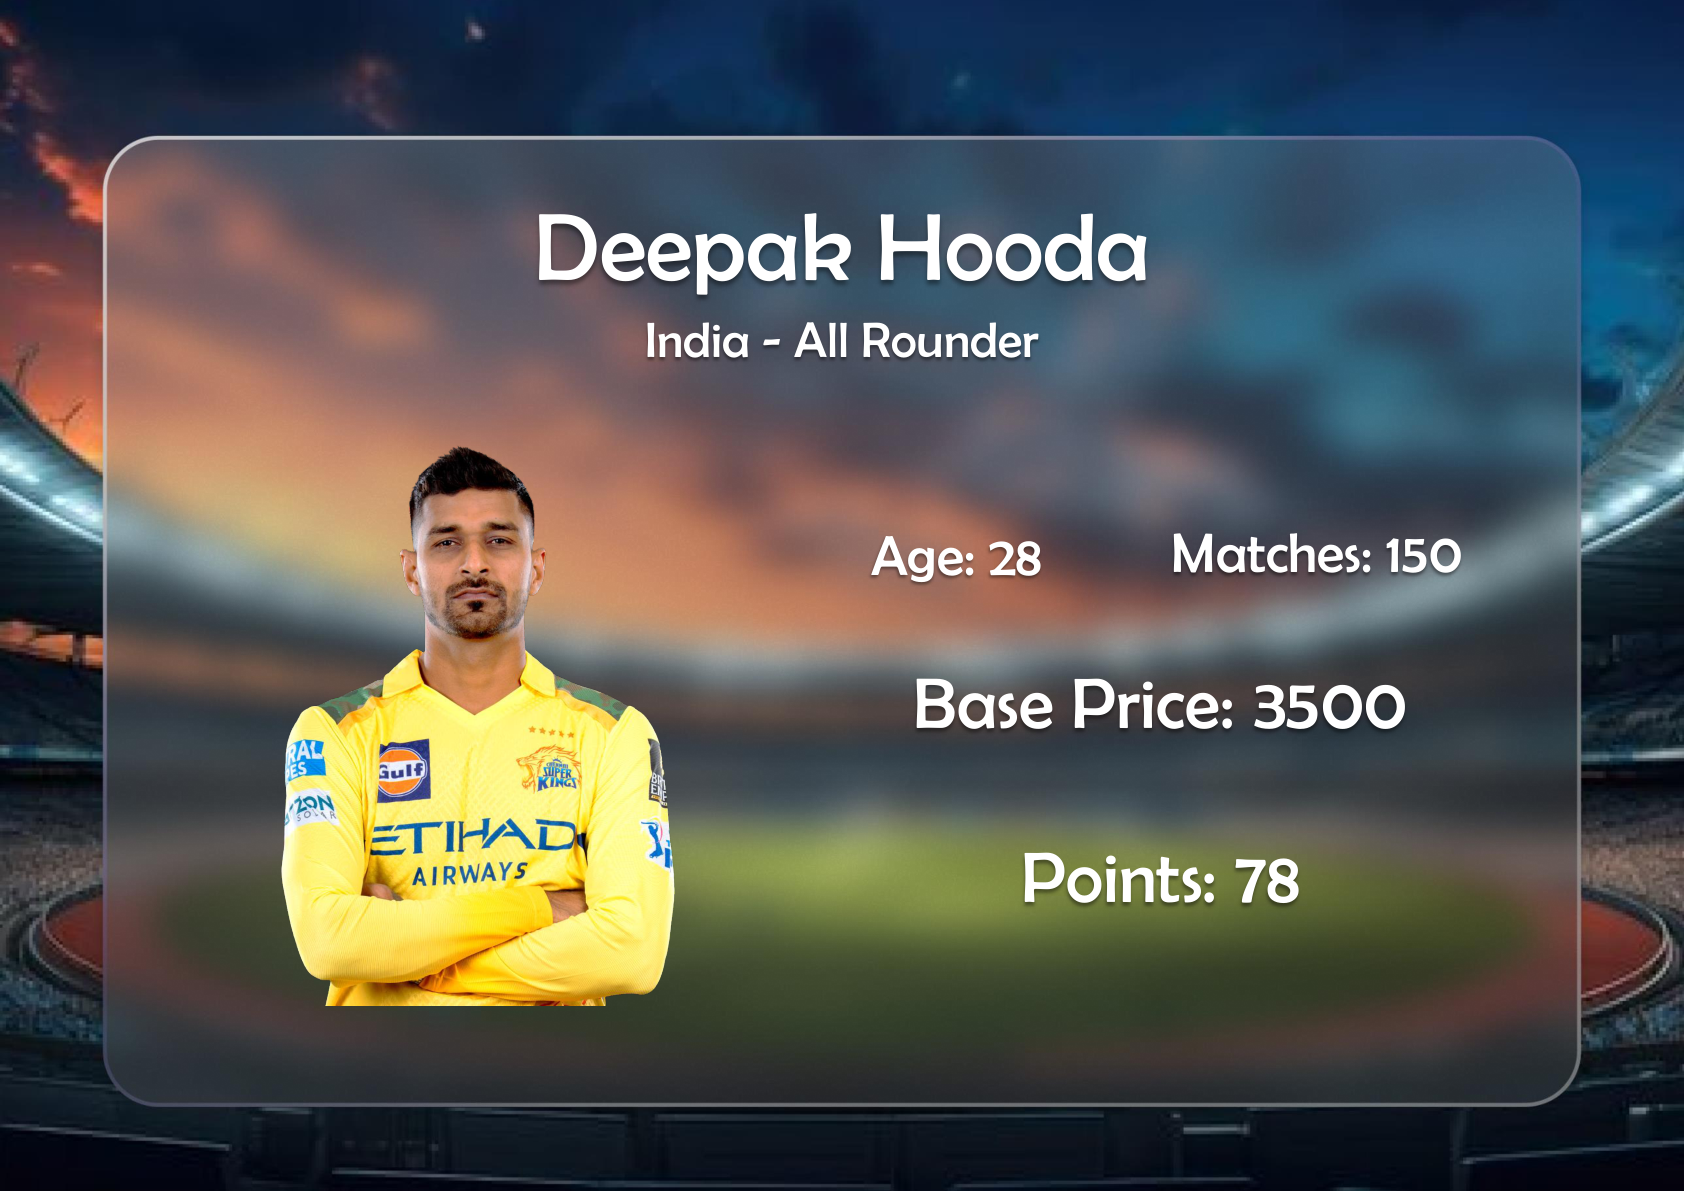 Deepak Hooda
India - All Rounder
Age: 28
Matches: 150
Base Price: 3500
Points: 78
Gulf
CHENNAI
SUPER
KINGS
ETIHAD
AIRWAYS